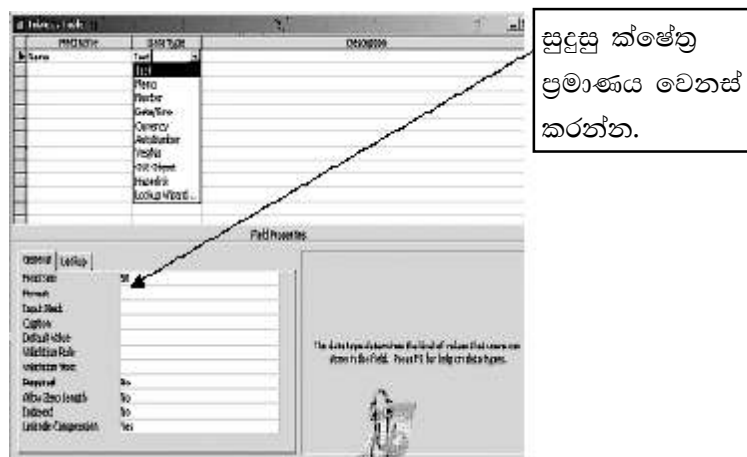 Field Name Data Type Description
Name Text
Text
Memo
Number
Date/Time
Currency
AutoNumber
Yes/No
OLE Object
Hyperlink
Lookup Wizard...
සුදුසු ක්ෂේත්‍ර
ප්‍රමාණය වෙනස්
කරන්න.
Field Properties
General Lookup
Field Size 50
Format
Input Mask
Caption
Default Value
Validation Rule
Validation Text
Required No
Allow Zero Length No
Indexed No
Unicode Compression Yes
The data type determines the kind of values that users can
store in the field. Press F1 for help on data types.